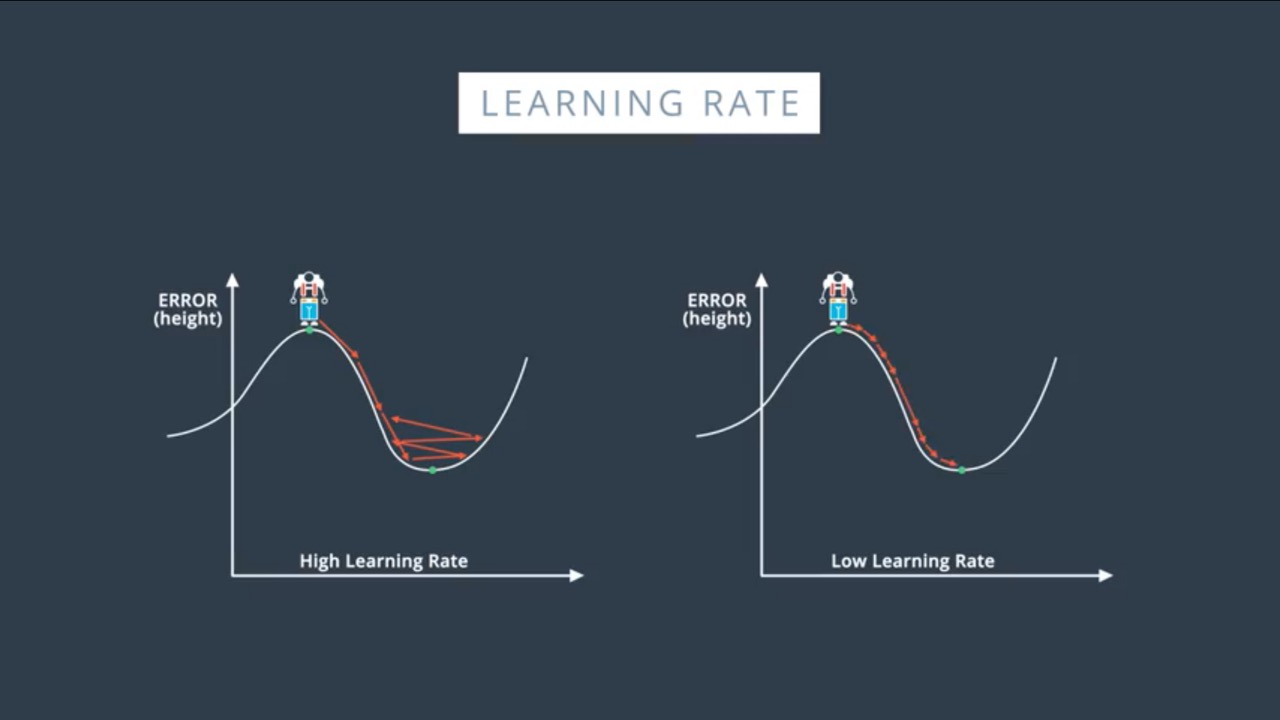 LEARNING RATE
ERROR
(height)
High Learning Rate
ERROR
(height)
Low Learning Rate